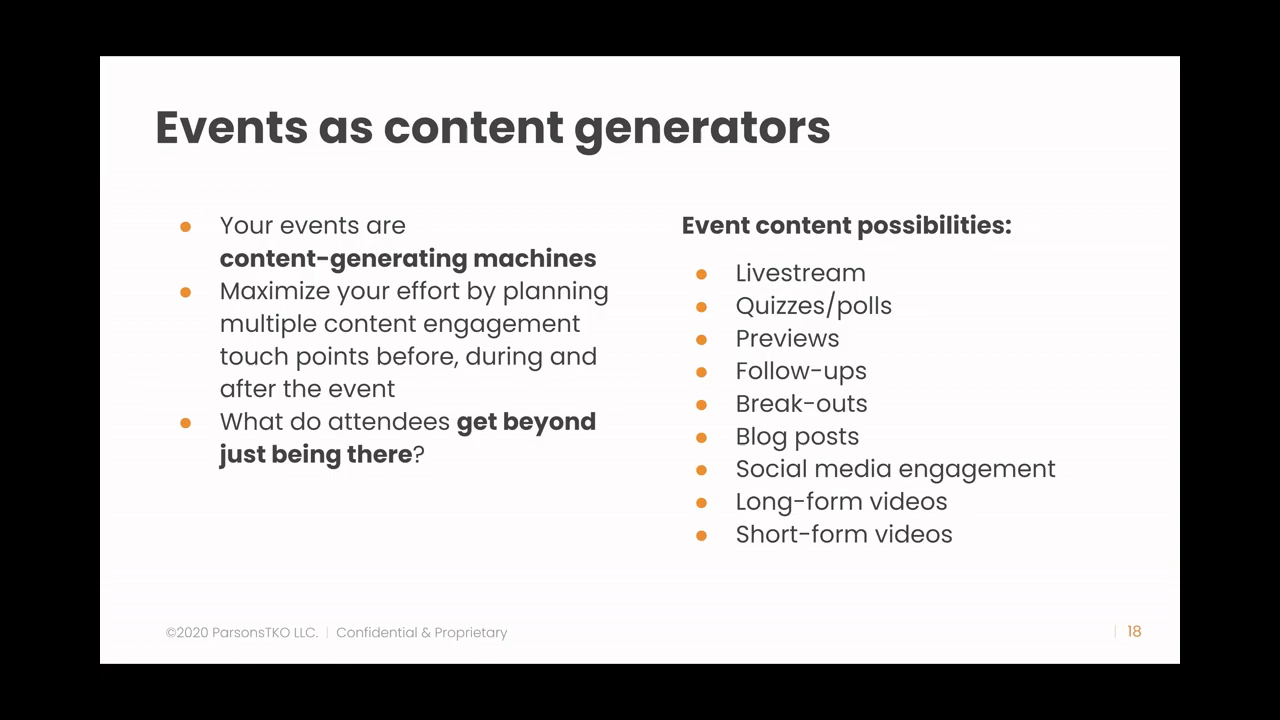 Events as content generators
● Your events are
content-generating machines
● Maximize your effort by planning
multiple content engagement
touch points before, during and
after the event
● What do attendees get beyond
just being there?
Event content possibilities:
● Livestream
● Quizzes/polls
● Previews
● Follow-ups
● Break-outs
● Blog posts
● Social media engagement
● Long-form videos
● Short-form videos
©2020 ParsonsTKO LLC. | Confidential & Proprietary
| 18